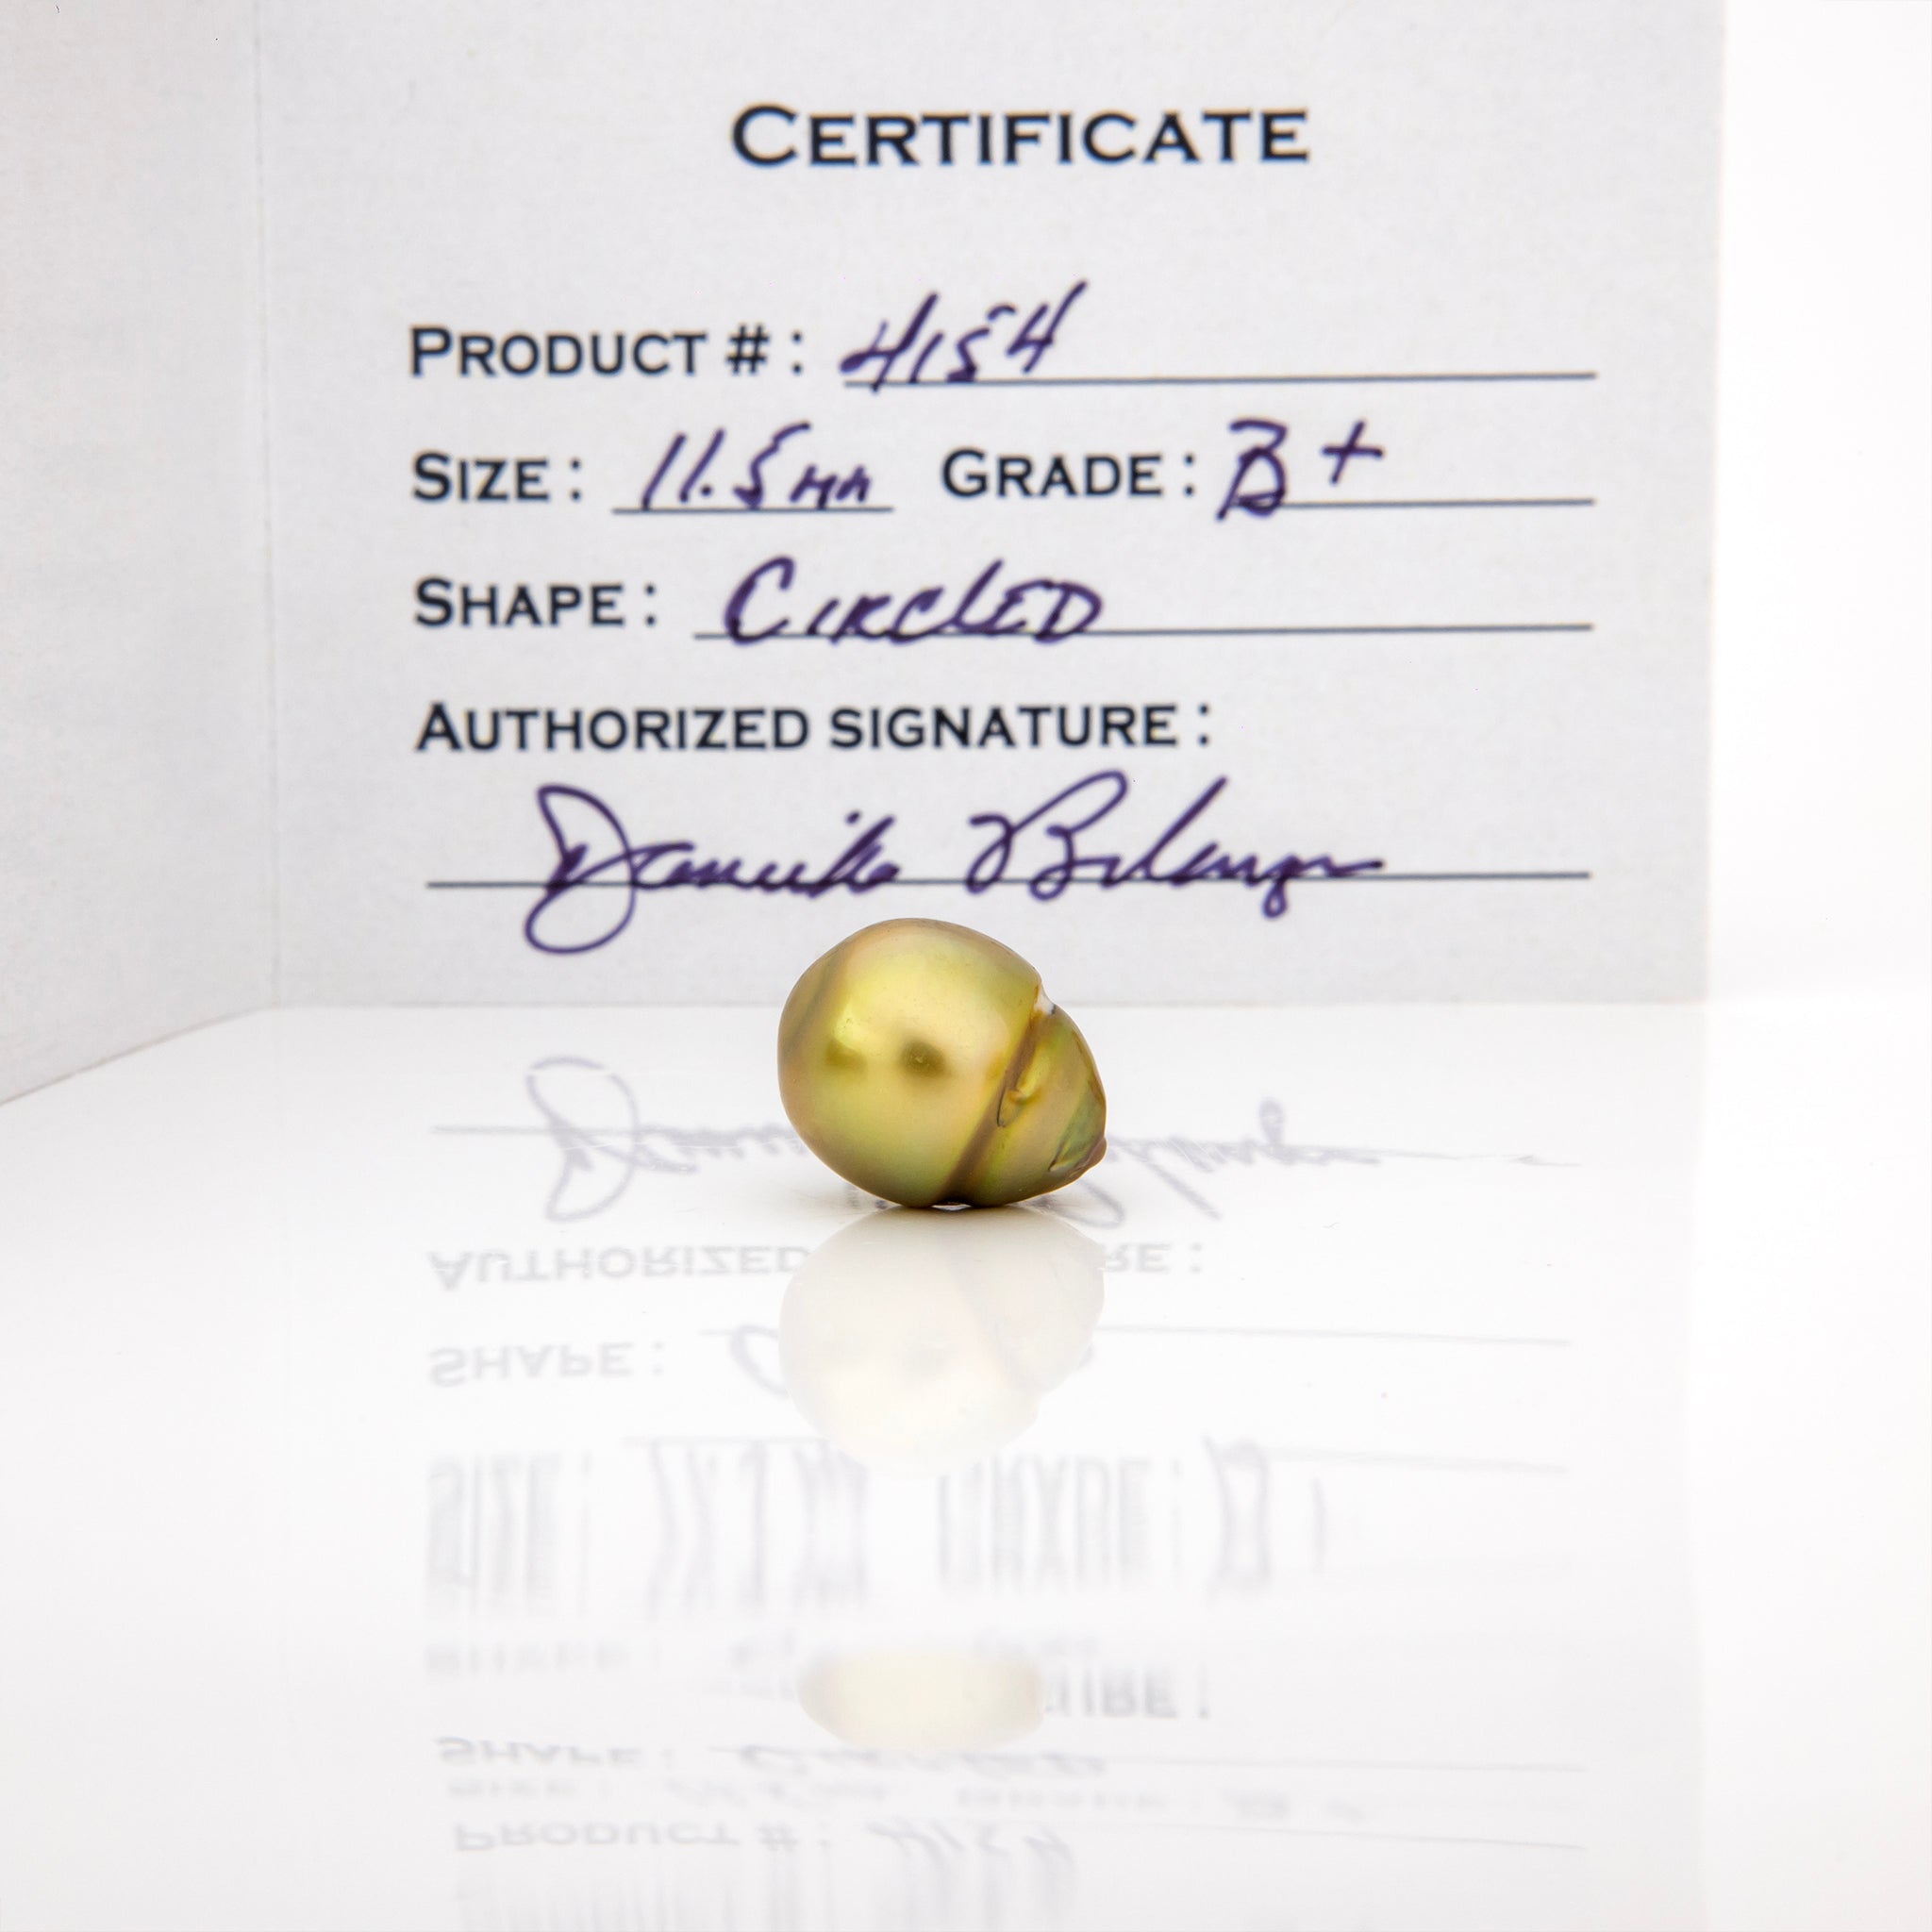 CERTIFICATE
PRODUCT #: 4154
SIZE: 11.5mm GRADE: B+
SHAPE: CIRCLED
AUTHORIZED SIGNATURE: